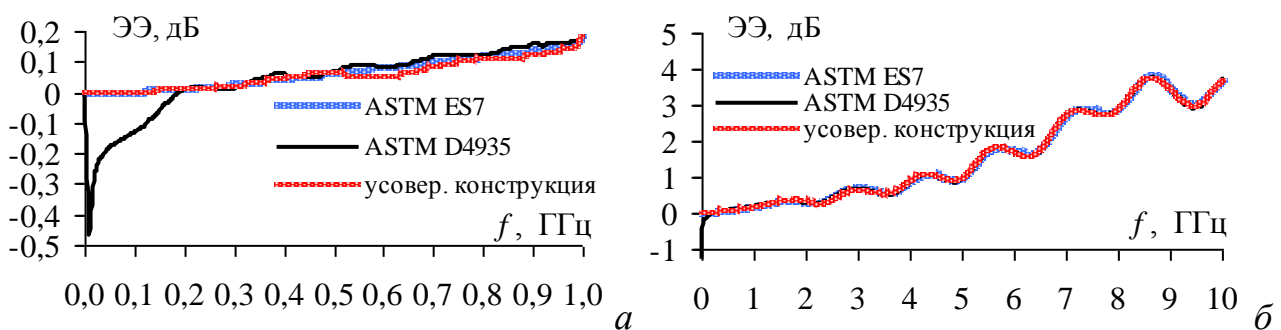 ЭЭ, дБ
0,2
0,1
0
-0,1
-0,2
-0,3
-0,4
-0,5
ASTM ES7
ASTM D4935
усовер. конструкция
f, ГГц
0,0 0,1 0,2 0,3 0,4 0,5 0,6 0,7 0,8 0,9 1,0
а
ЭЭ, дБ
5
4
3
2
1
0
-1
ASTM ES7
ASTM D4935
усовер. конструкция
f, ГГц
0 1 2 3 4 5 6 7 8 9 10
б